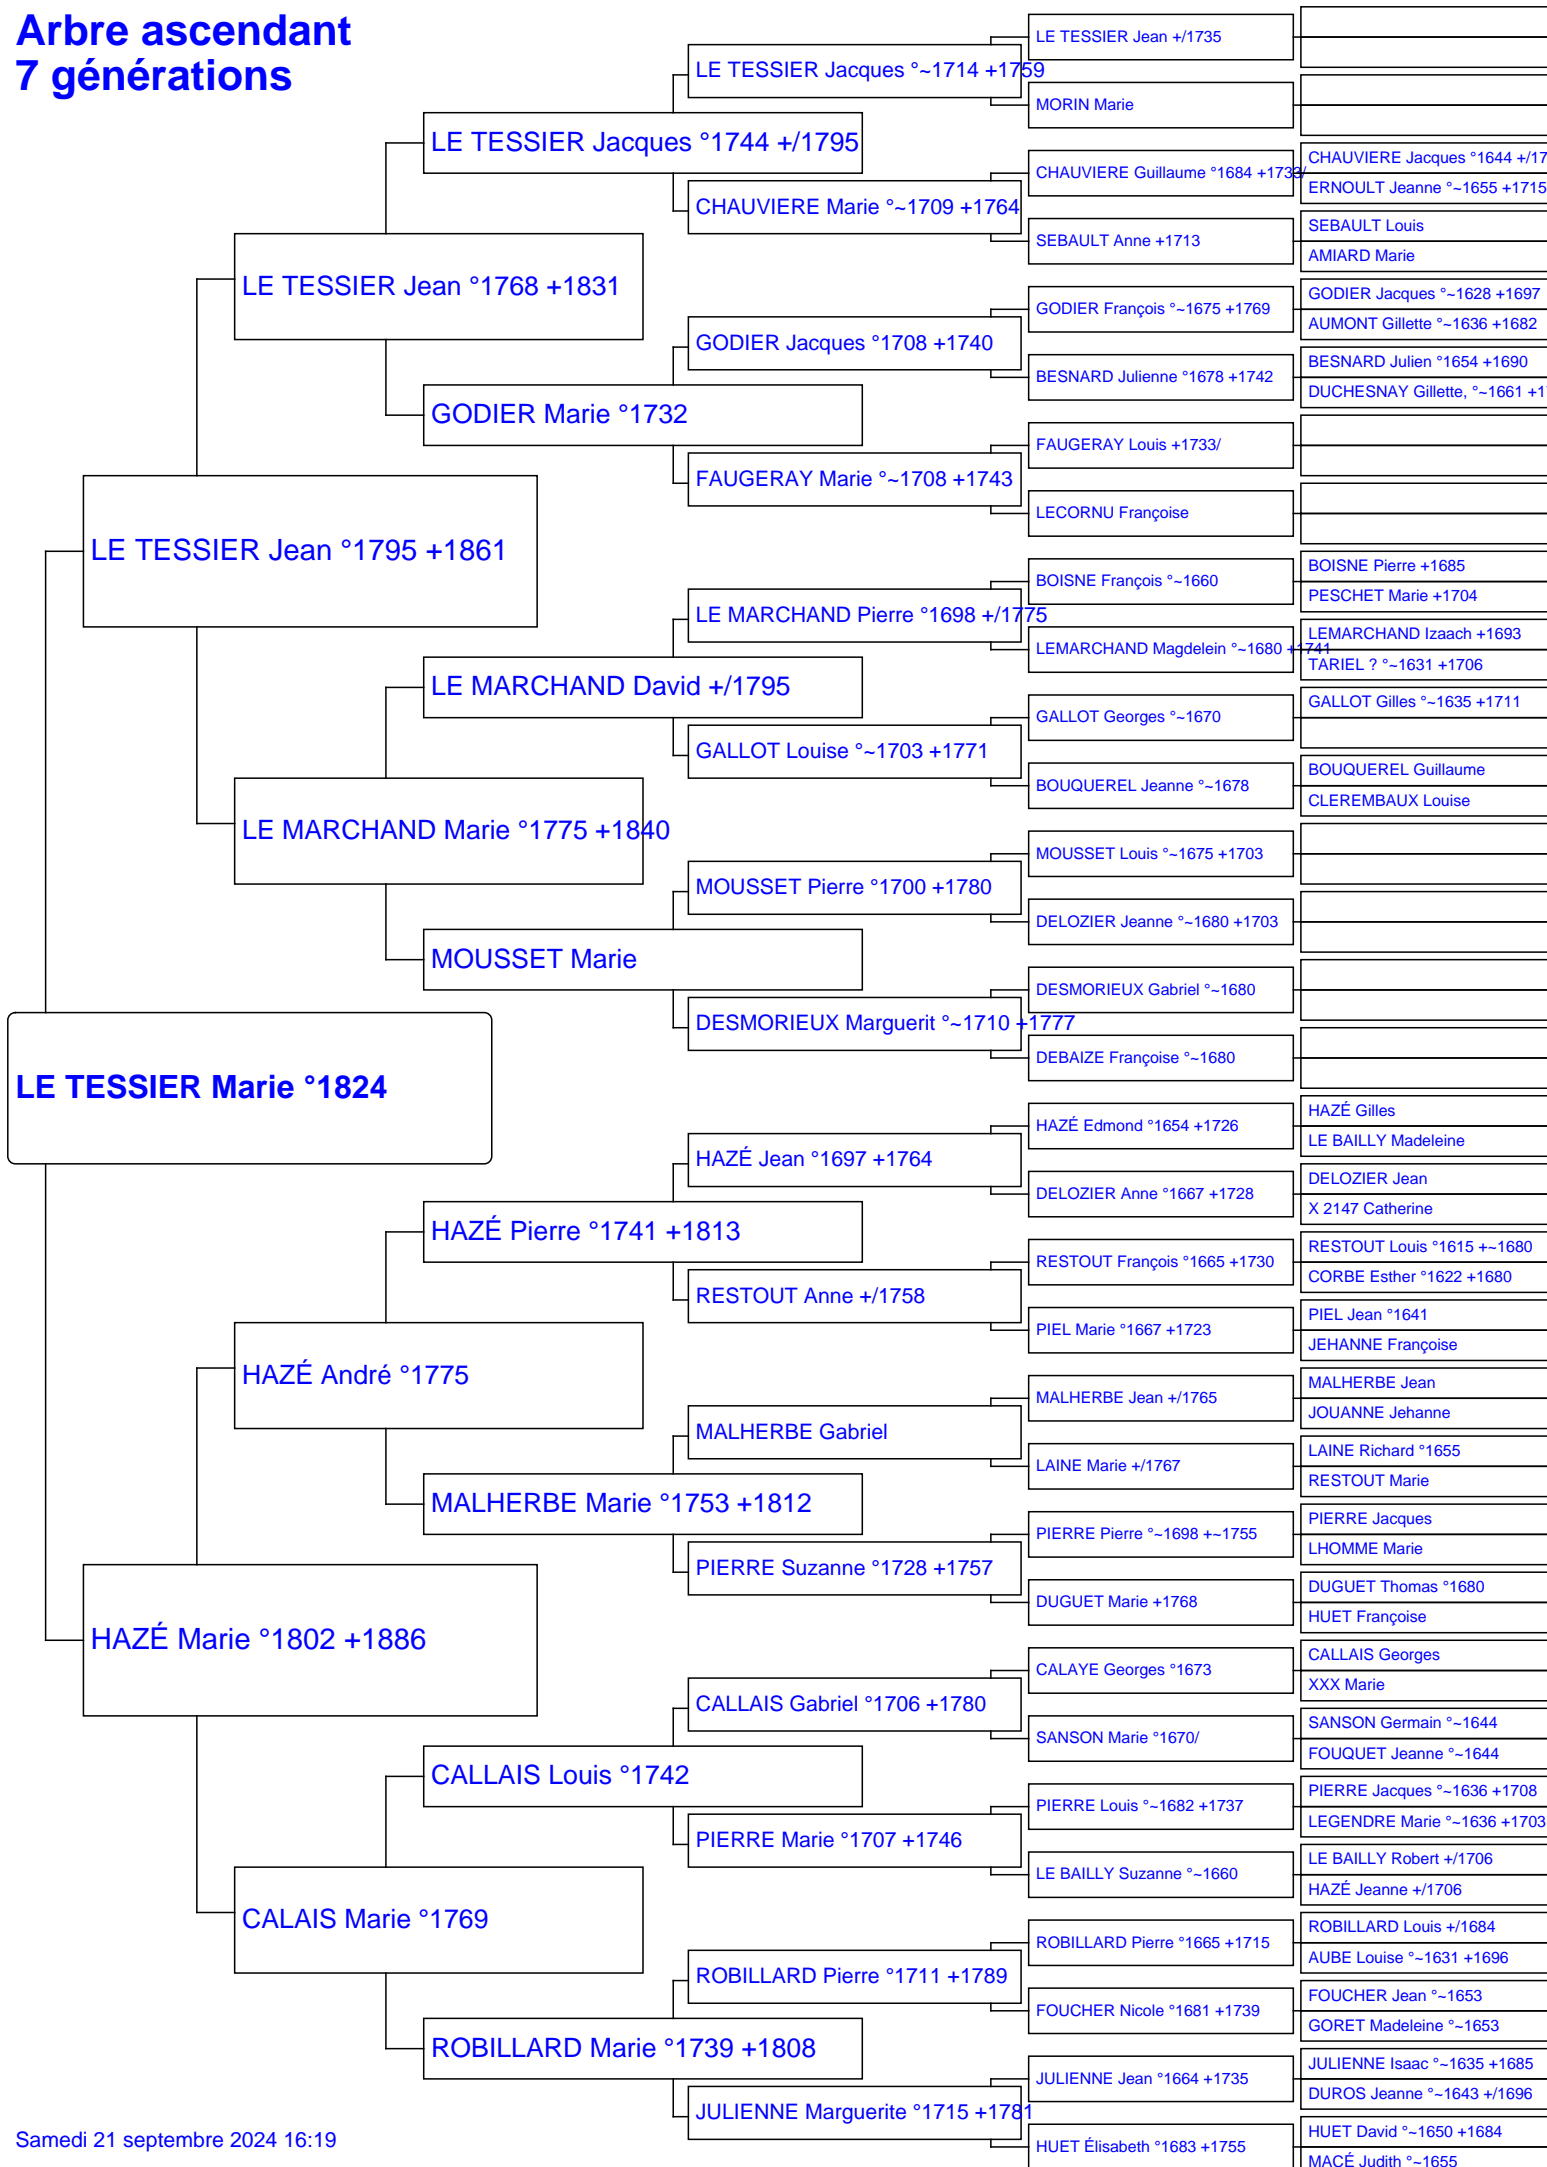 Arbre ascendant
7 générations
LE TESSIER Marie °1824
LE TESSIER Jean °1795 +1861
HAZÉ Marie °1802 +1886
LE TESSIER Jean °1768 +1831
LE MARCHAND Marie °1775 +1840
HAZÉ André °1775
CALAIS Marie °1769
LE TESSIER Jacques °1744 +/1795
GODIER Marie °1732
LE MARCHAND David +/1795
MOUSSET Marie
HAZÉ Pierre °1741 +1813
MALHERBE Marie °1753 +1812
CALLAIS Louis °1742
ROBILLARD Marie °1739 +1808
LE TESSIER Jacques °~1714 +1759
CHAUVIERE Marie °~1709 +1764
GODIER Jacques °1708 +1740
FAUGERAY Marie °~1708 +1743
LE MARCHAND Pierre °1698 +/1775
GALLOT Louise °~1703 +1771
MOUSSET Pierre °1700 +1780
DESMORIEUX Marguerit °~1710 +1777
HAZÉ Jean °1697 +1764
RESTOUT Anne +/1758
MALHERBE Gabriel
PIERRE Suzanne °1728 +1757
CALLAIS Gabriel °1706 +1780
PIERRE Marie °1707 +1746
ROBILLARD Pierre °1711 +1789
JULIENNE Marguerite °1715 +1781
LE TESSIER Jean +/1735
MORIN Marie
CHAUVIERE Guillaume °1684 +1733/
SEBAULT Anne +1713
GODIER François °~1675 +1769
BESNARD Julienne °1678 +1742
FAUGERAY Louis +1733/
LECORNU Françoise
BOISNE François °~1660
LEMARCHAND Magdelein °~1680 +1741
GALLOT Georges °~1670
BOUQUEREL Jeanne °~1678
MOUSSET Louis °~1675 +1703
DELOZIER Jeanne °~1680 +1703
DESMORIEUX Gabriel °~1680
DEBAIZE Françoise °~1680
HAZÉ Edmond °1654 +1726
DELOZIER Anne °1667 +1728
RESTOUT François °1665 +1730
PIEL Marie °1667 +1723
MALHERBE Jean +/1765
LAINE Marie +/1767
PIERRE Pierre °~1698 +~1755
DUGUET Marie +1768
CALAYE Georges °1673
SANSON Marie °1670/
PIERRE Louis °~1682 +1737
LE BAILLY Suzanne °~1660
ROBILLARD Pierre °1665 +1715
FOUCHER Nicole °1681 +1739
JULIENNE Jean °1664 +1735
HUET Élisabeth °1683 +1755
CHAUVIERE Jacques °1644 +/17
ERNOULT Jeanne °~1655 +1715
SEBAULT Louis
AMIARD Marie
GODIER Jacques °~1628 +1697
AUMONT Gillette °~1636 +1682
BESNARD Julien °1654 +1690
DUCHESNAY Gillette, °~1661 +1
BOISNE Pierre +1685
PESCHET Marie +1704
LEMARCHAND Izaach +1693
TARIEL ? °~1631 +1706
GALLOT Gilles °~1635 +1711
BOUQUEREL Guillaume
CLEREMBAUX Louise
HAZÉ Gilles
LE BAILLY Madeleine
DELOZIER Jean
X 2147 Catherine
RESTOUT Louis °1615 +~1680
CORBE Esther °1622 +1680
PIEL Jean °1641
JEHANNE Françoise
MALHERBE Jean
JOUANNE Jehanne
LAINE Richard °1655
RESTOUT Marie
PIERRE Jacques
LHOMME Marie
DUGUET Thomas °1680
HUET Françoise
CALLAIS Georges
XXX Marie
SANSON Germain °~1644
FOUQUET Jeanne °~1644
PIERRE Jacques °~1636 +1708
LEGENDRE Marie °~1636 +1703
LE BAILLY Robert +/1706
HAZÉ Jeanne +/1706
ROBILLARD Louis +/1684
AUBE Louise °~1631 +1696
FOUCHER Jean °~1653
GORET Madeleine °~1653
JULIENNE Isaac °~1635 +1685
DUROS Jeanne °~1643 +/1696
HUET David °~1650 +1684
MACÉ Judith °~1655
Samedi 21 septembre 2024 16:19